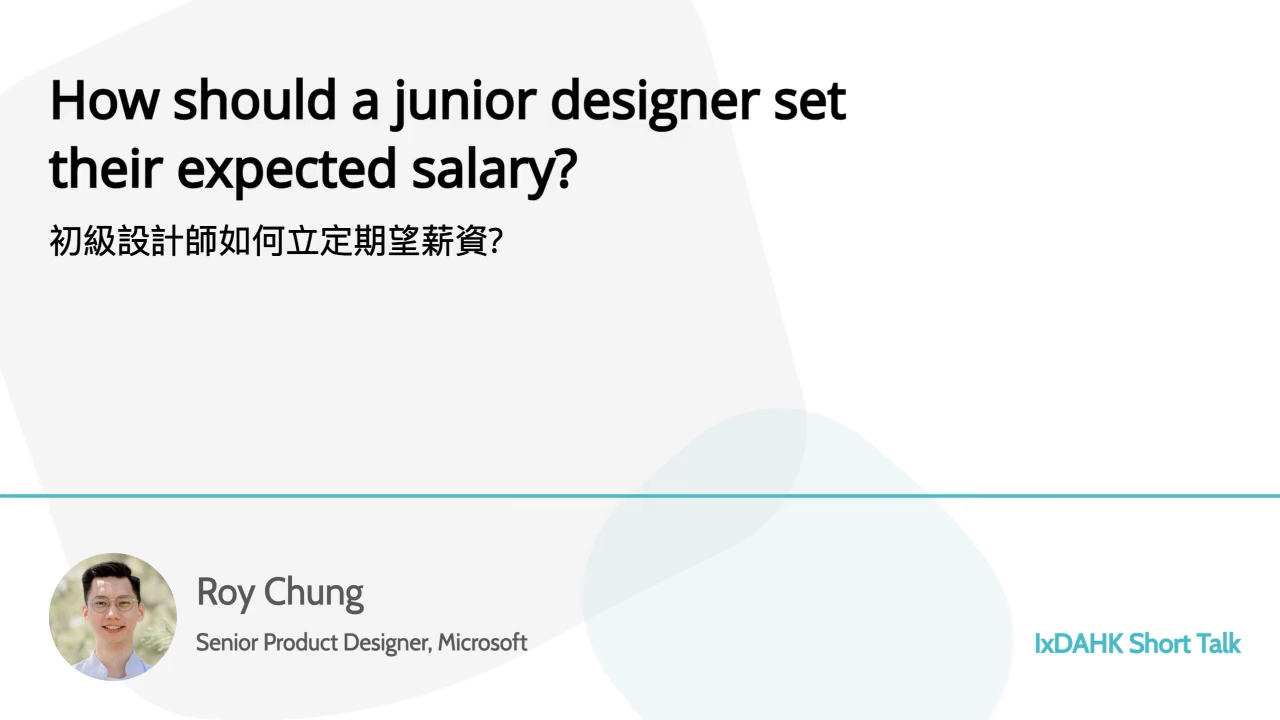 How should a junior designer set
their expected salary?
初級設計師如何立定期望薪資?
Roy Chung
Senior Product Designer, Microsoft
IxDAHK Short Talk